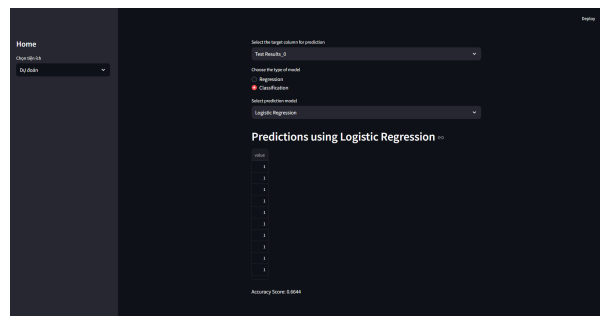 Deploy
Home
Chọn tiện ích
Dự đoán
Select the target column for prediction
Test Results_0
Choose the type of model
Regression
Classification
Select prediction model
Logistic Regression
Predictions using Logistic Regression
value
1
1
1
1
1
1
1
1
1
1
Accuracy Score: 0.6644